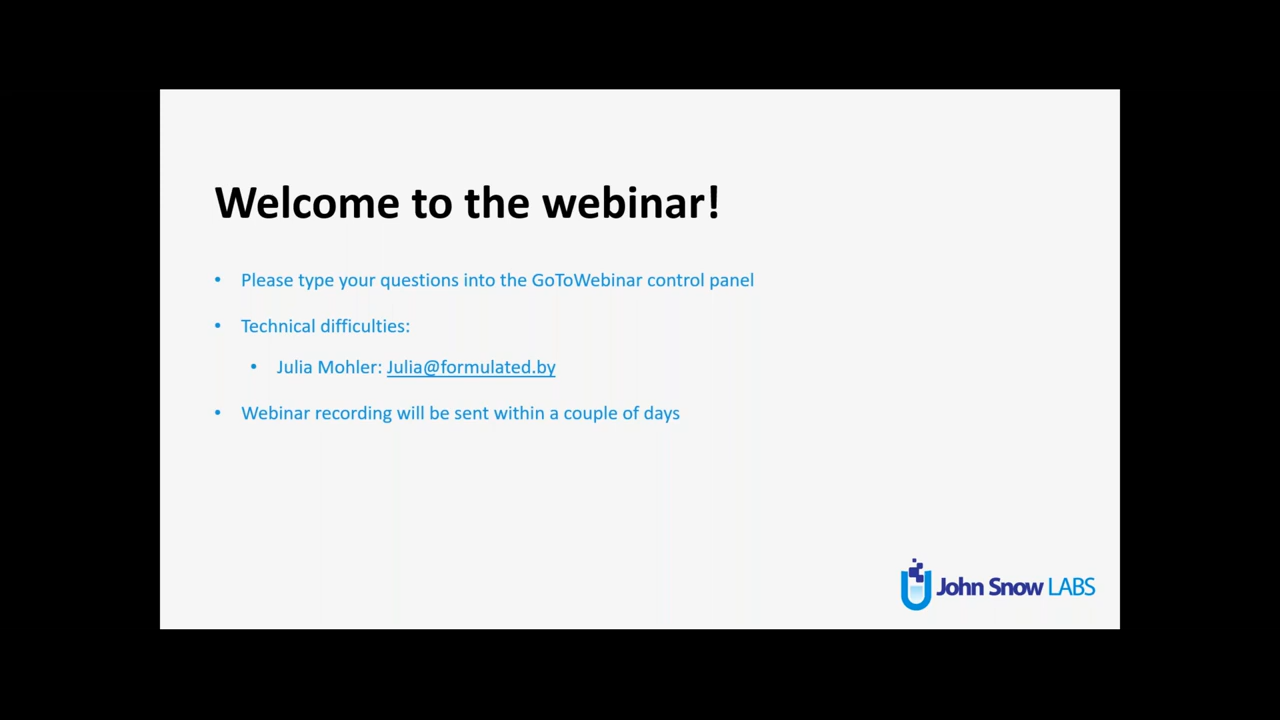 Welcome to the webinar!
• Please type your questions into the GoToWebinar control panel
• Technical difficulties:
• Julia Mohler: Julia@formulated.by
• Webinar recording will be sent within a couple of days
John Snow LABS